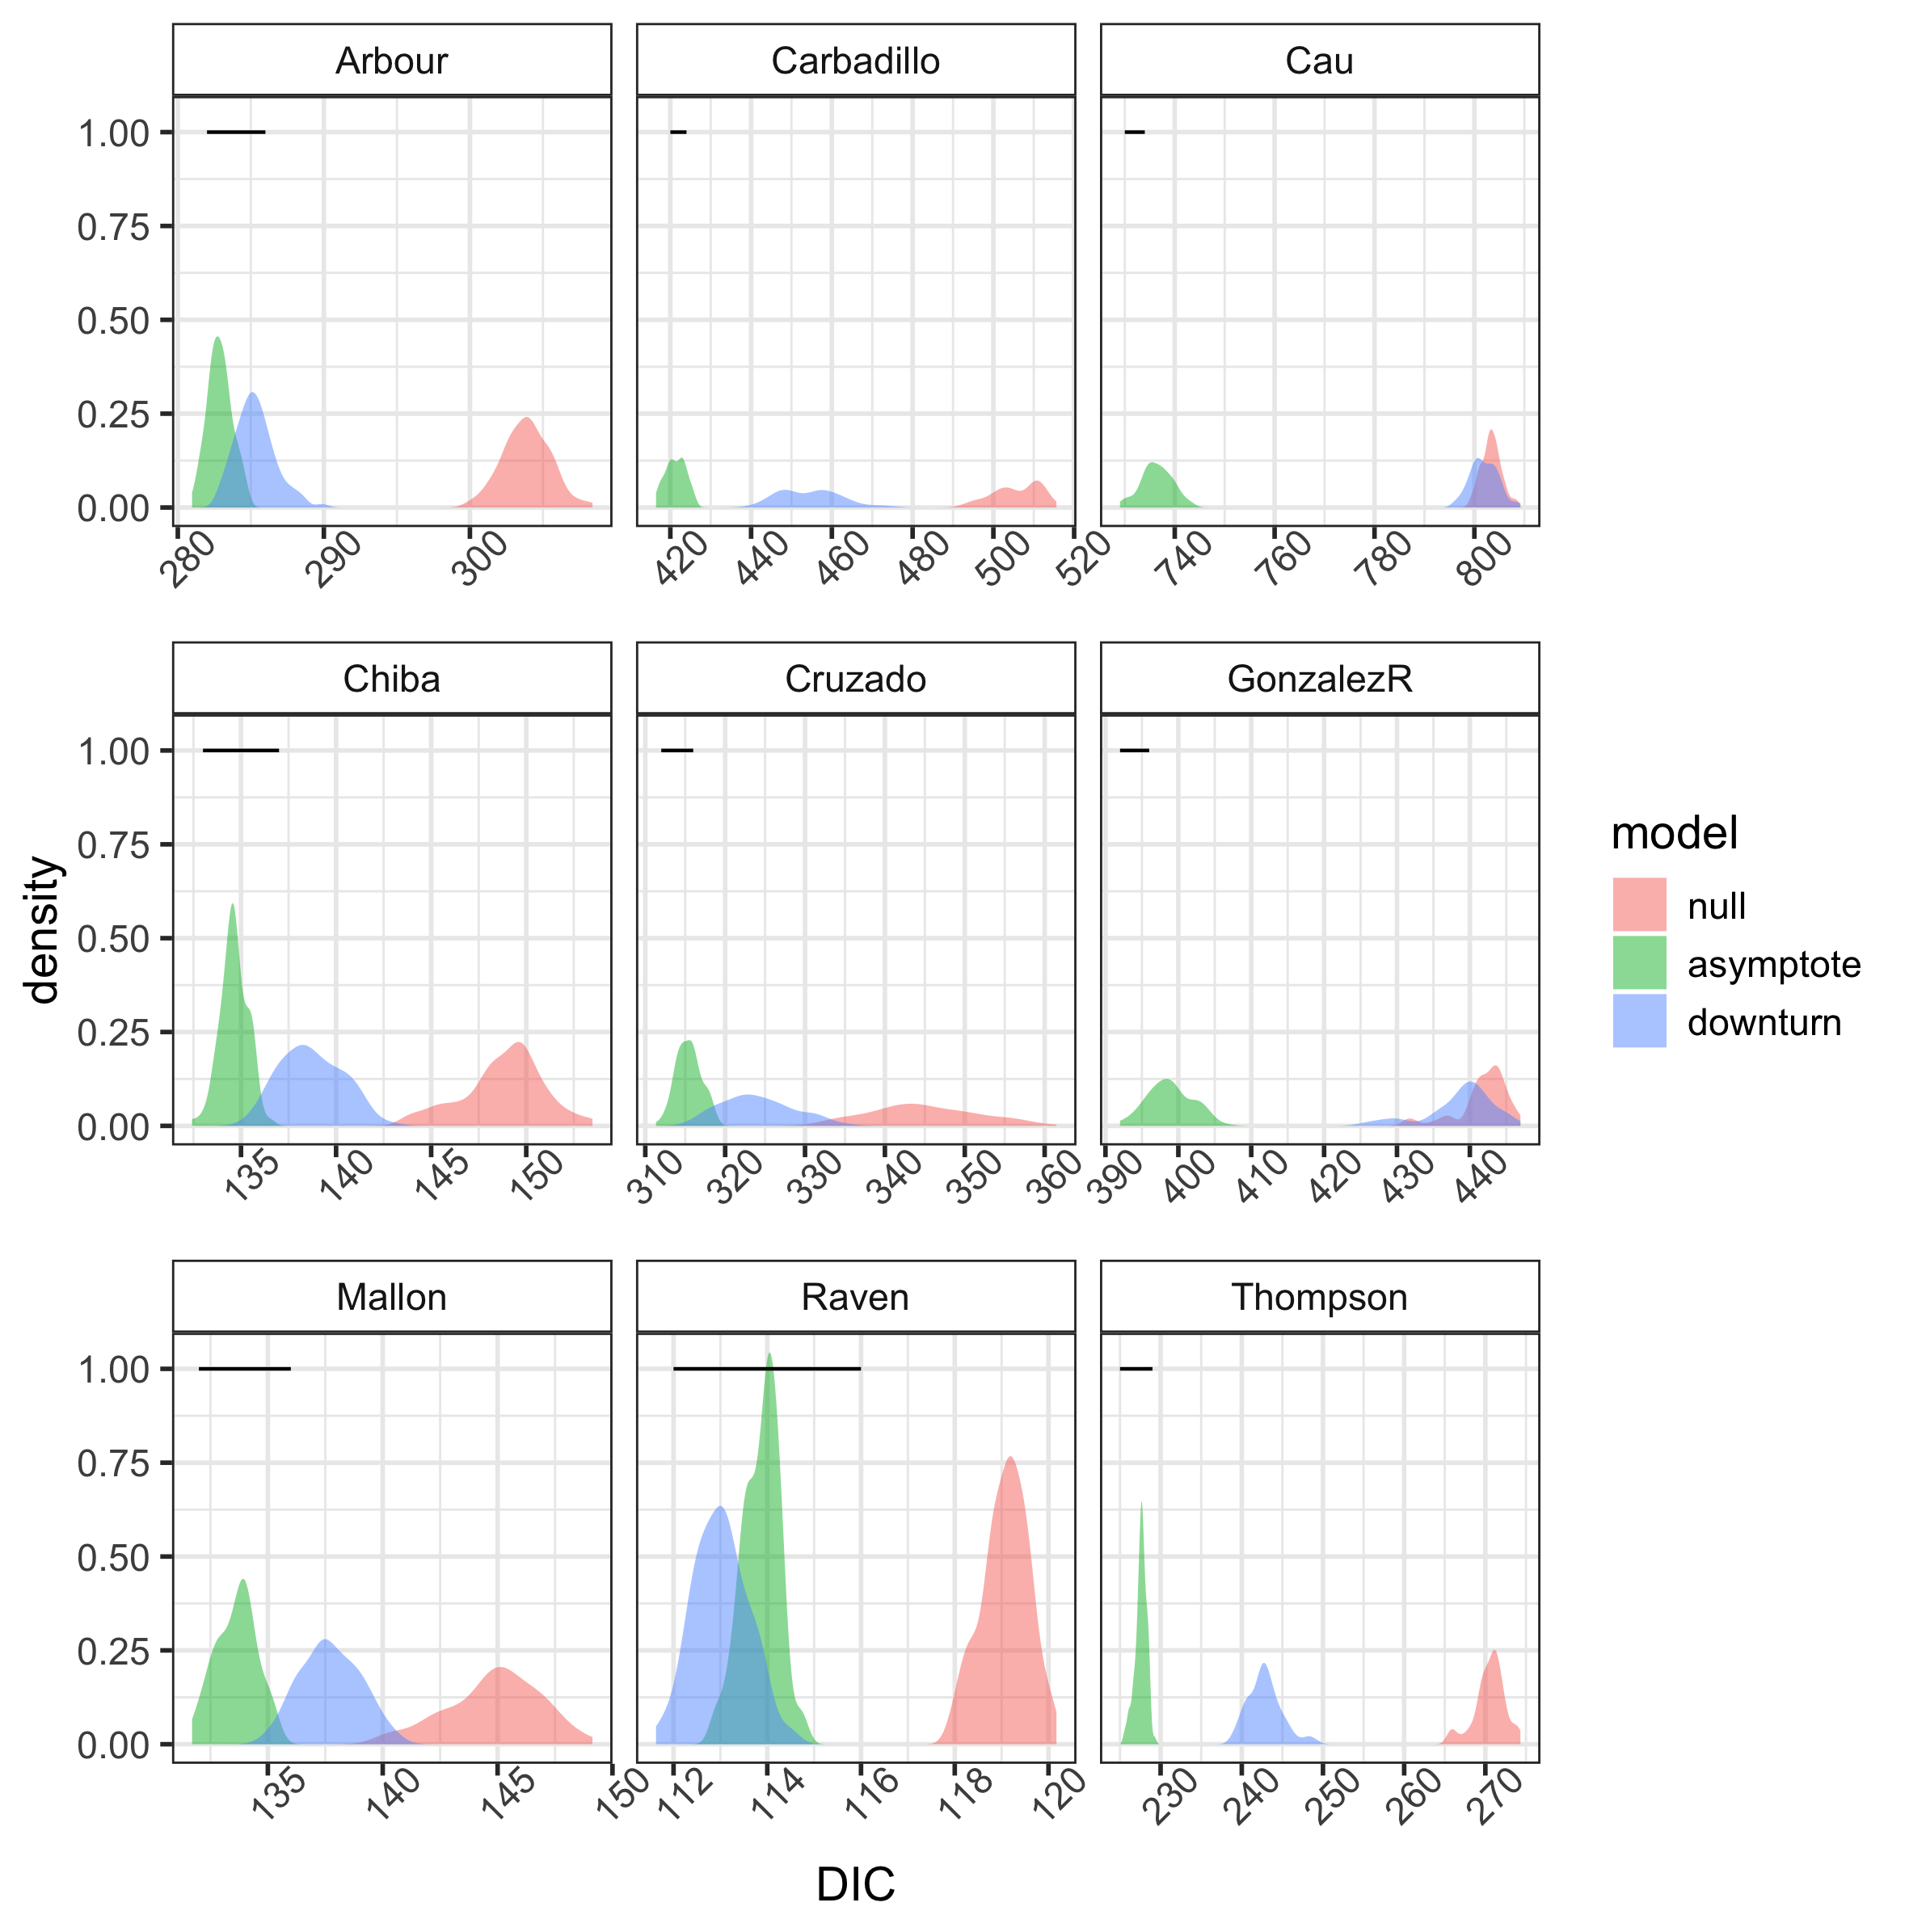 Arbour Carbadillo Cau
1.00
0.75
0.50
0.25
0.00
280 290 300 420 440 460 480 500 520 740 760 780 800
Chiba Cruzado GonzalezR
1.00
0.75
0.50
0.25
0.00
135 140 145 150 310 320 330 340 350 360 390 400 410 420 430 440
Mallon Raven Thompson
1.00
0.75
0.50
0.25
0.00
135 140 145 150 112 114 116 118 120 230 240 250 260 270
DIC
density
model
null
asymptote
downturn